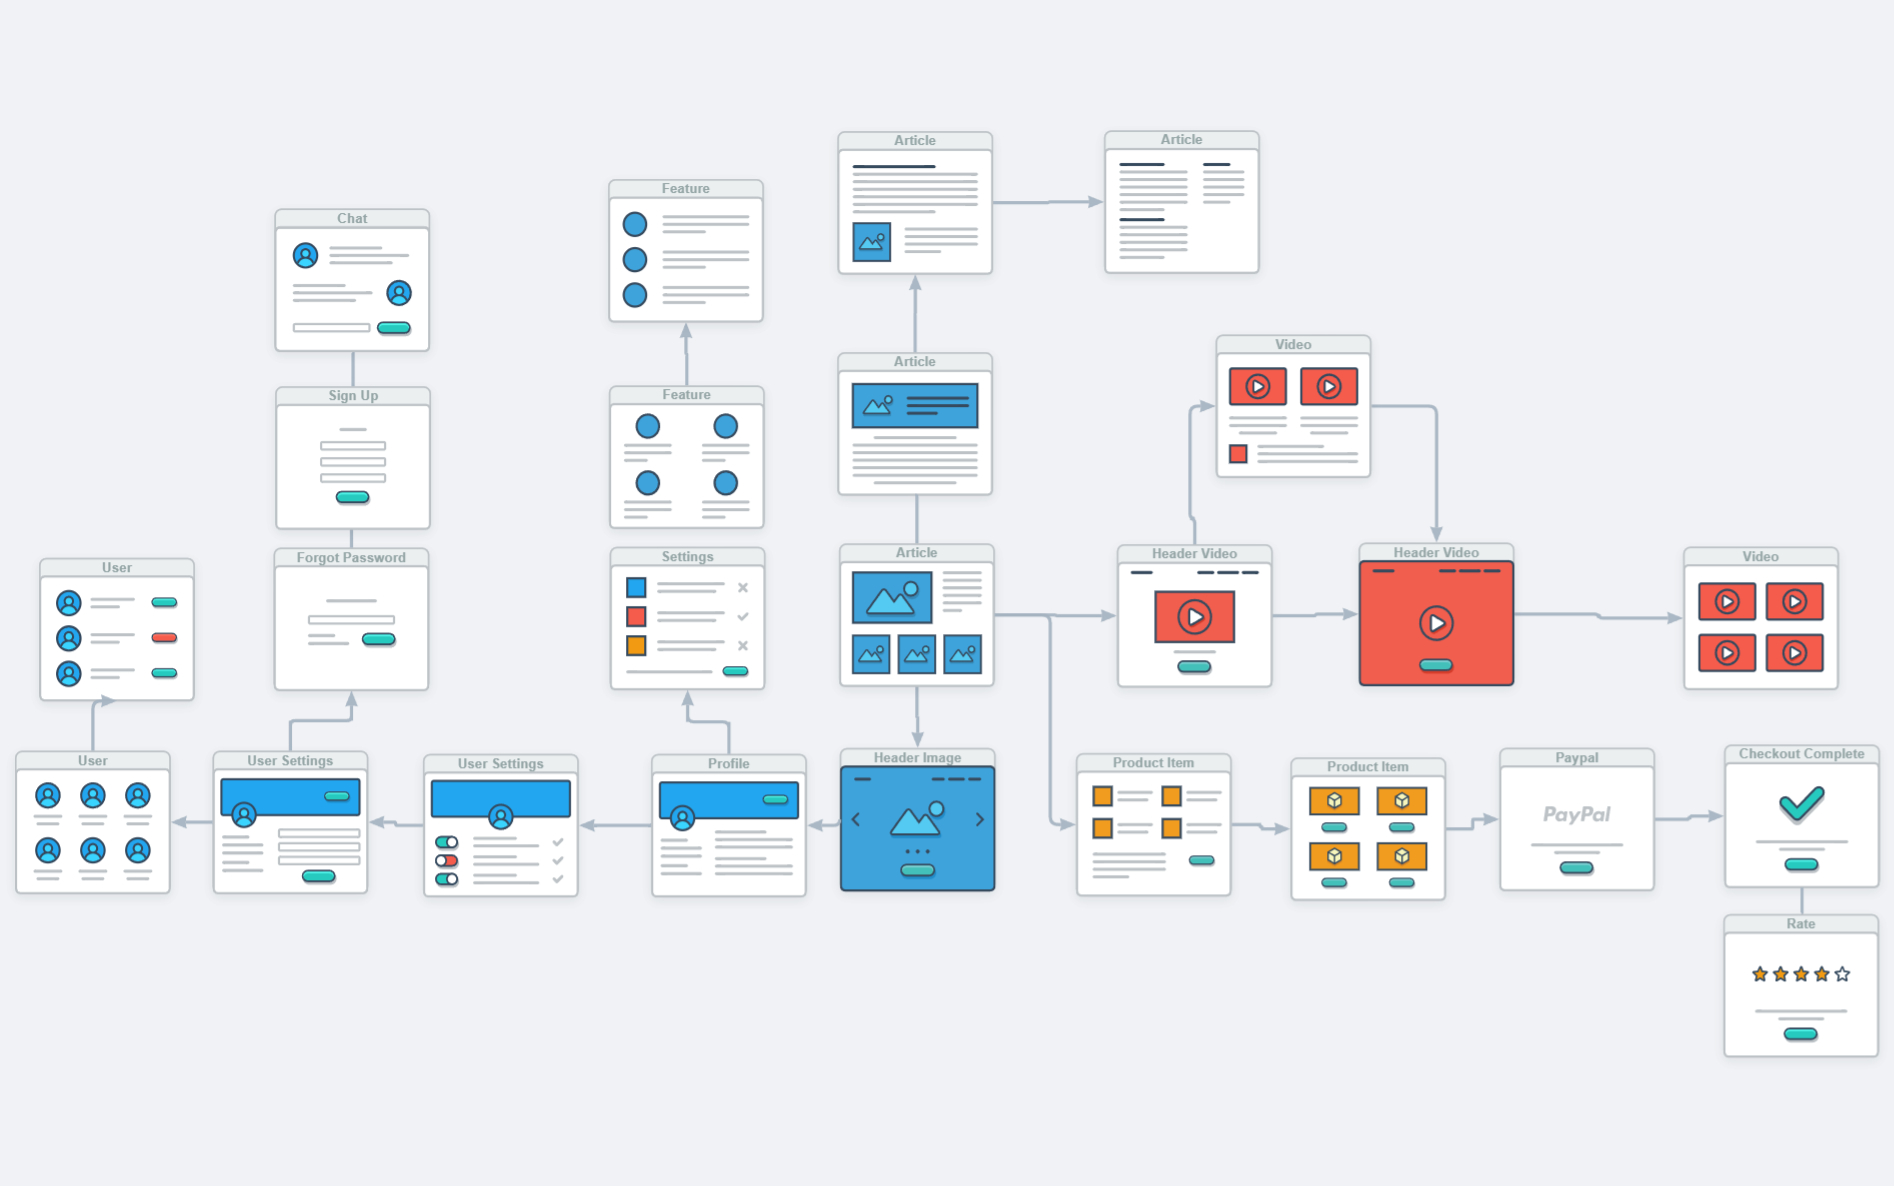 Article
Article
Feature
Chat
Video
Article
Feature
Sign Up
Article
Header Video
Header Video
Video
Settings
Forgot Password
User
Checkout Complete
Header Image
Paypal
User
User Settings
User Settings
Profile
Product Item
Product Item
PayPal
Rate